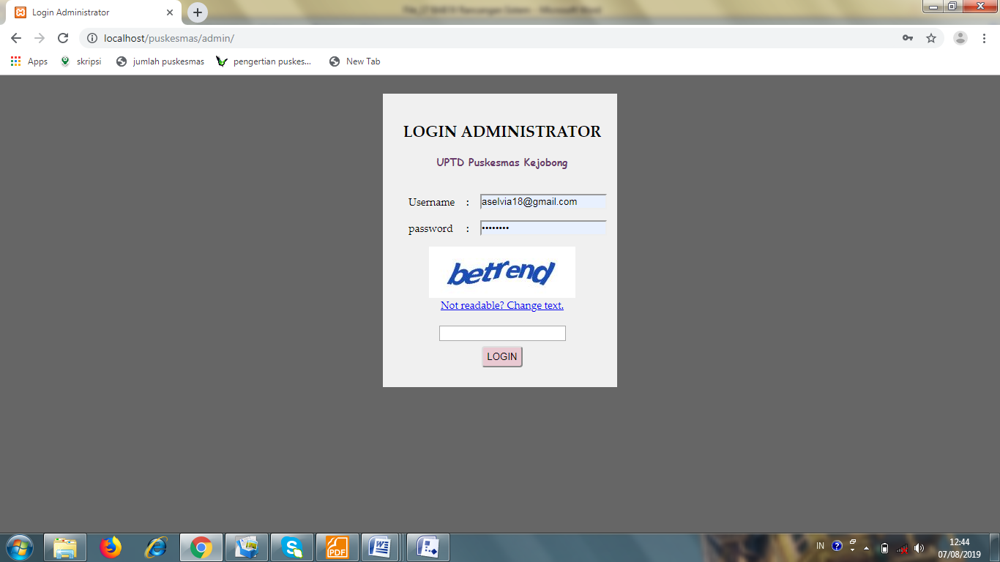 Login Administrator
localhost/puskesmas/admin/
Apps
skripsi
jumlah puskesmas
pengertian puskes...
New Tab
LOGIN ADMINISTRATOR
UPTD Puskesmas Kejobong
Username : aselvia18@gmail.com
password : ••••••••
betrend
Not readable? Change text.
LOGIN
PDF
IN
12:44
07/08/2019